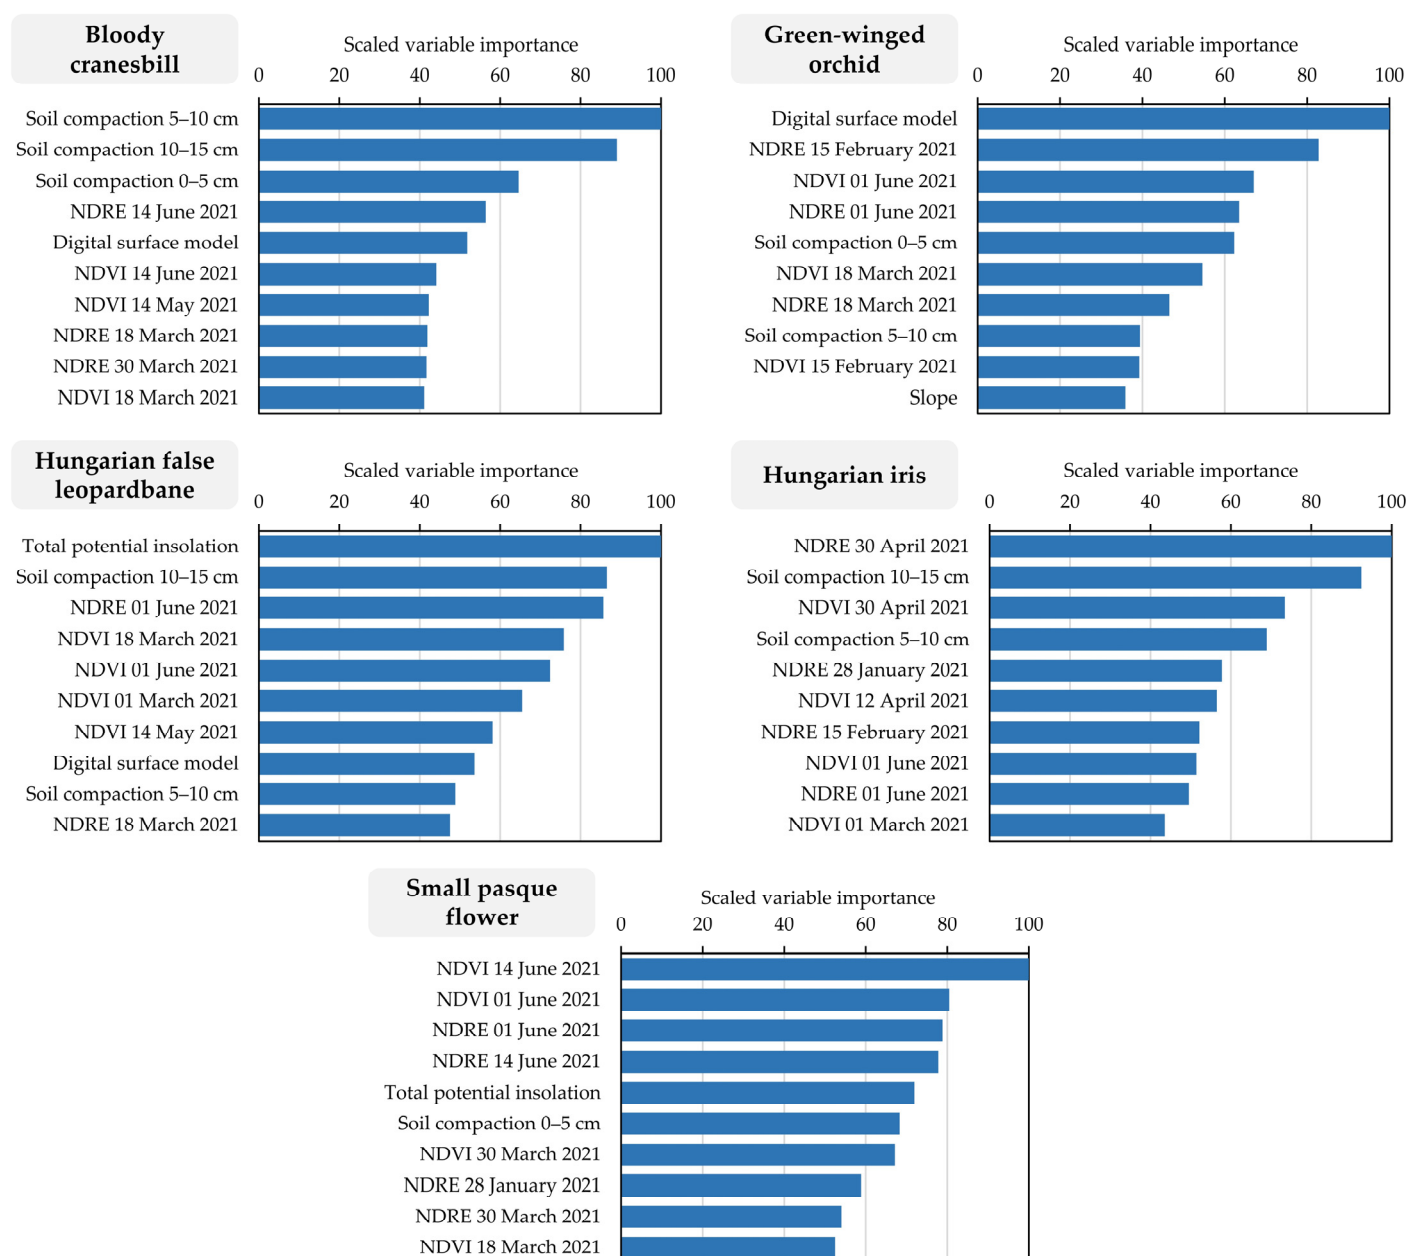 Bloody
cranesbill
Scaled variable importance
0 20 40 60 80 100
Soil compaction 5–10 cm
Soil compaction 10–15 cm
Soil compaction 0–5 cm
NDRE 14 June 2021
Digital surface model
NDVI 14 June 2021
NDVI 14 May 2021
NDRE 18 March 2021
NDRE 30 March 2021
NDVI 18 March 2021
Green-winged
orchid
Scaled variable importance
0 20 40 60 80 100
Digital surface model
NDRE 15 February 2021
NDVI 01 June 2021
NDRE 01 June 2021
Soil compaction 0–5 cm
NDVI 18 March 2021
NDRE 18 March 2021
Soil compaction 5–10 cm
NDVI 15 February 2021
Slope
Hungarian false
leopardbane
Scaled variable importance
0 20 40 60 80 100
Total potential insolation
Soil compaction 10–15 cm
NDRE 01 June 2021
NDVI 18 March 2021
NDVI 01 June 2021
NDVI 01 March 2021
NDVI 14 May 2021
Digital surface model
Soil compaction 5–10 cm
NDRE 18 March 2021
Hungarian iris
Scaled variable importance
0 20 40 60 80 100
NDRE 30 April 2021
Soil compaction 10–15 cm
NDVI 30 April 2021
Soil compaction 5–10 cm
NDRE 28 January 2021
NDVI 12 April 2021
NDRE 15 February 2021
NDVI 01 June 2021
NDRE 01 June 2021
NDVI 01 March 2021
Small pasque
flower
Scaled variable importance
0 20 40 60 80 100
NDVI 14 June 2021
NDVI 01 June 2021
NDRE 01 June 2021
NDRE 14 June 2021
Total potential insolation
Soil compaction 0–5 cm
NDVI 30 March 2021
NDRE 28 January 2021
NDRE 30 March 2021
NDVI 18 March 2021